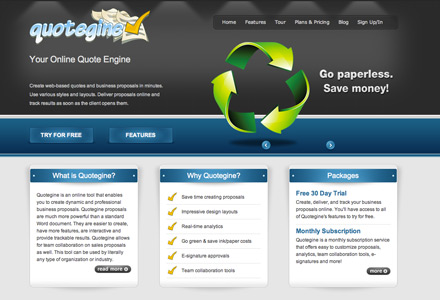 quotegine
Home Features Tour Plans & Pricing Blog Sign Up/In
Your Online Quote Engine
Create web-based quotes and business proposals in minutes.
Use various styles and layouts. Deliver proposals online and
track results as soon as the client opens them.
Go paperless.
Save money!
TRY FOR FREE
FEATURES
What is Quotegine?
Quotegine is an online tool that enables
you to create dynamic and professional
business proposals. Quotegine proposals
are much more powerful than a standard
Word document. They are easier to create,
have more features, are interactive and
provide trackable results. Quotegine allows
for team collaboration on sales proposals
as well. This tool can be used by literally
any type of organization or industry.
read more
Why Quotegine?
Save time creating proposals
Impressive design layouts
Real-time analytics
Go green & save ink/paper costs
E-signature approvals
Team collaboration tools
Packages
Free 30 Day Trial
Create, deliver, and track your business
proposals online. You'll have access to all
of Quotegine's features to try for free.
Monthly Subscription
Quotegine is a monthly subscription service
that offers easy to customize proposals,
analytics, team collaboration tools, e-
signatures and more!
more